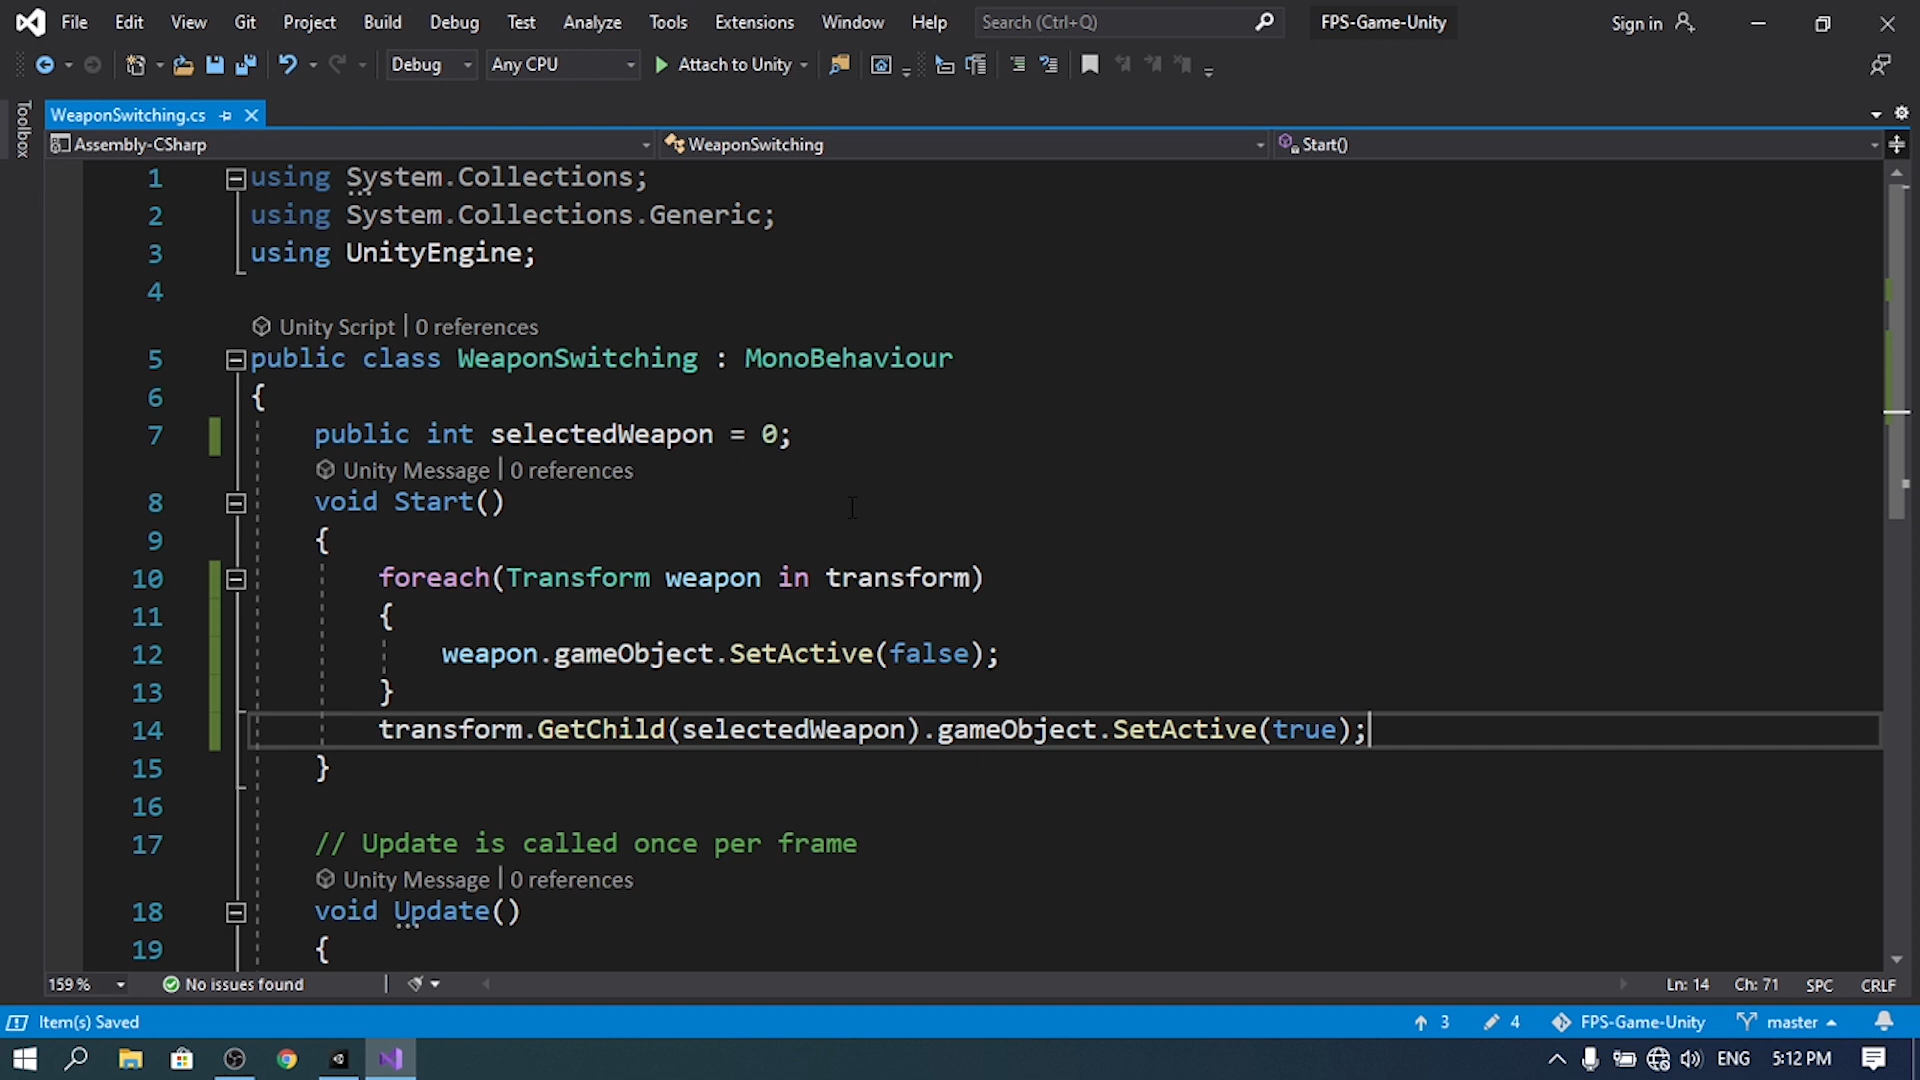 File Edit View Git Project Build Debug Test Analyze Tools Extensions Window Help Search (Ctrl+Q) FPS-Game-Unity Sign in
Debug Any CPU Attach to Unity
Toolbox
WeaponSwitching.cs
Assembly-CSharp WeaponSwitching Start()
1 using System.Collections;
2 using System.Collections.Generic;
3 using UnityEngine;
4
Unity Script | 0 references
5 public class WeaponSwitching : MonoBehaviour
6 {
7 public int selectedWeapon = 0;
Unity Message | 0 references
8 void Start()
9 {
10 foreach(Transform weapon in transform)
11 {
12 weapon.gameObject.SetActive(false);
13 }
14 transform.GetChild(selectedWeapon).gameObject.SetActive(true);
15 }
16
17 // Update is called once per frame
Unity Message | 0 references
18 void Update()
19 {
159 % No issues found Ln: 14 Ch: 71 SPC CRLF
Item(s) Saved 3 4 FPS-Game-Unity master
ENG 5:12 PM